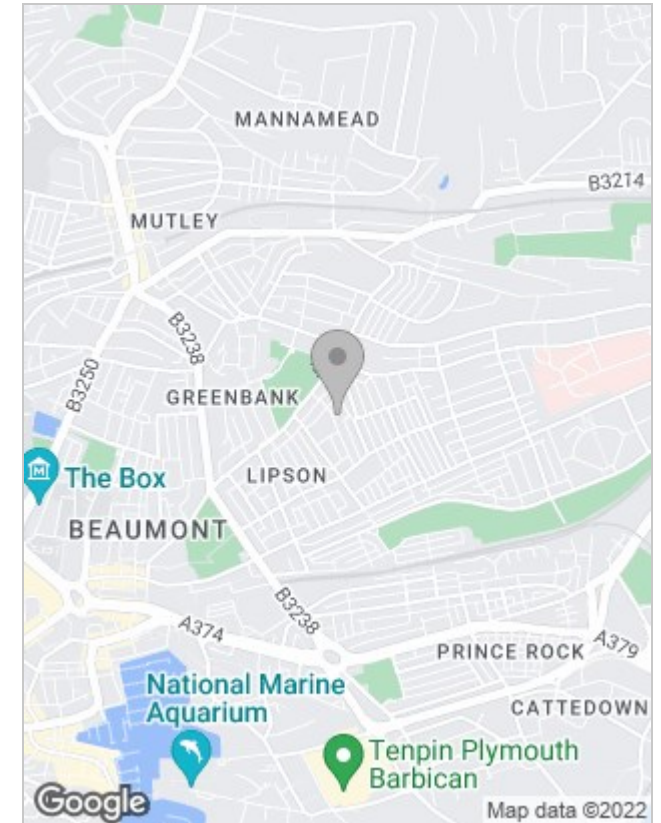 MANNAMEAD
B3214
MUTLEY
B3238
B3250
GREENBANK
LIPSON
The Box
BEAUMONT
B3238
A374
PRINCE ROCK
A379
National Marine
Aquarium
CATTEDOWN
Tenpin Plymouth
Barbican
Google
Map data ©2022